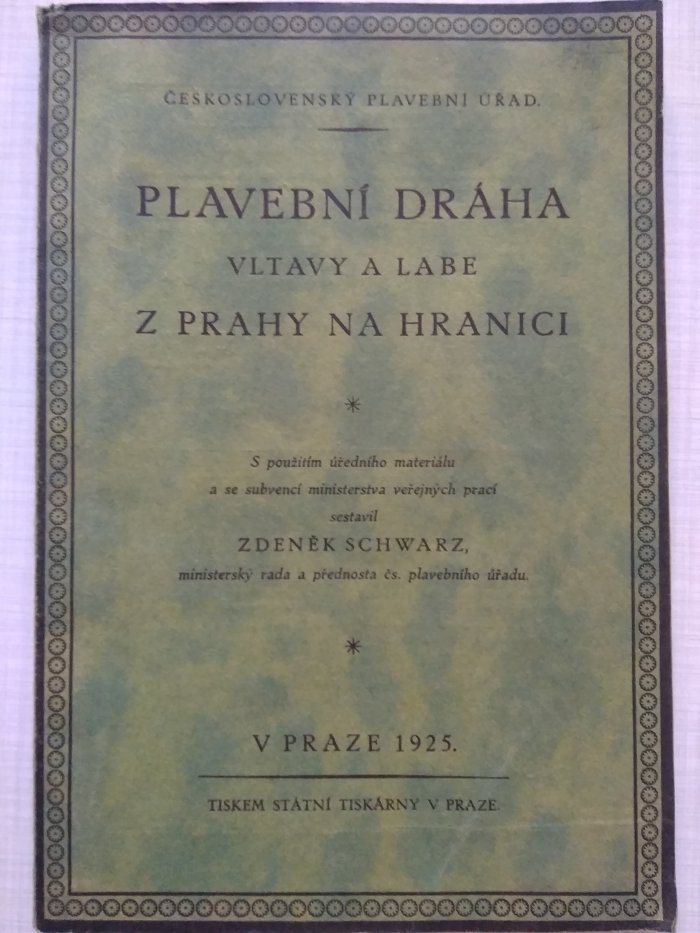 ČESKOSLOVENSKÝ PLAVEBNÍ ÚŘAD.
PLAVEBNÍ DRÁHA
VLTAVY A LABE
Z PRAHY NA HRANICI
S použitím úředního materiálu
a se subvencí ministerstva veřejných prací
sestavil
ZDENĚK SCHWARZ,
ministerský rada a přednosta čs. plavebního úřadu.
V PRAZE 1925.
TISKEM STÁTNÍ TISKÁRNY V PRAZE.